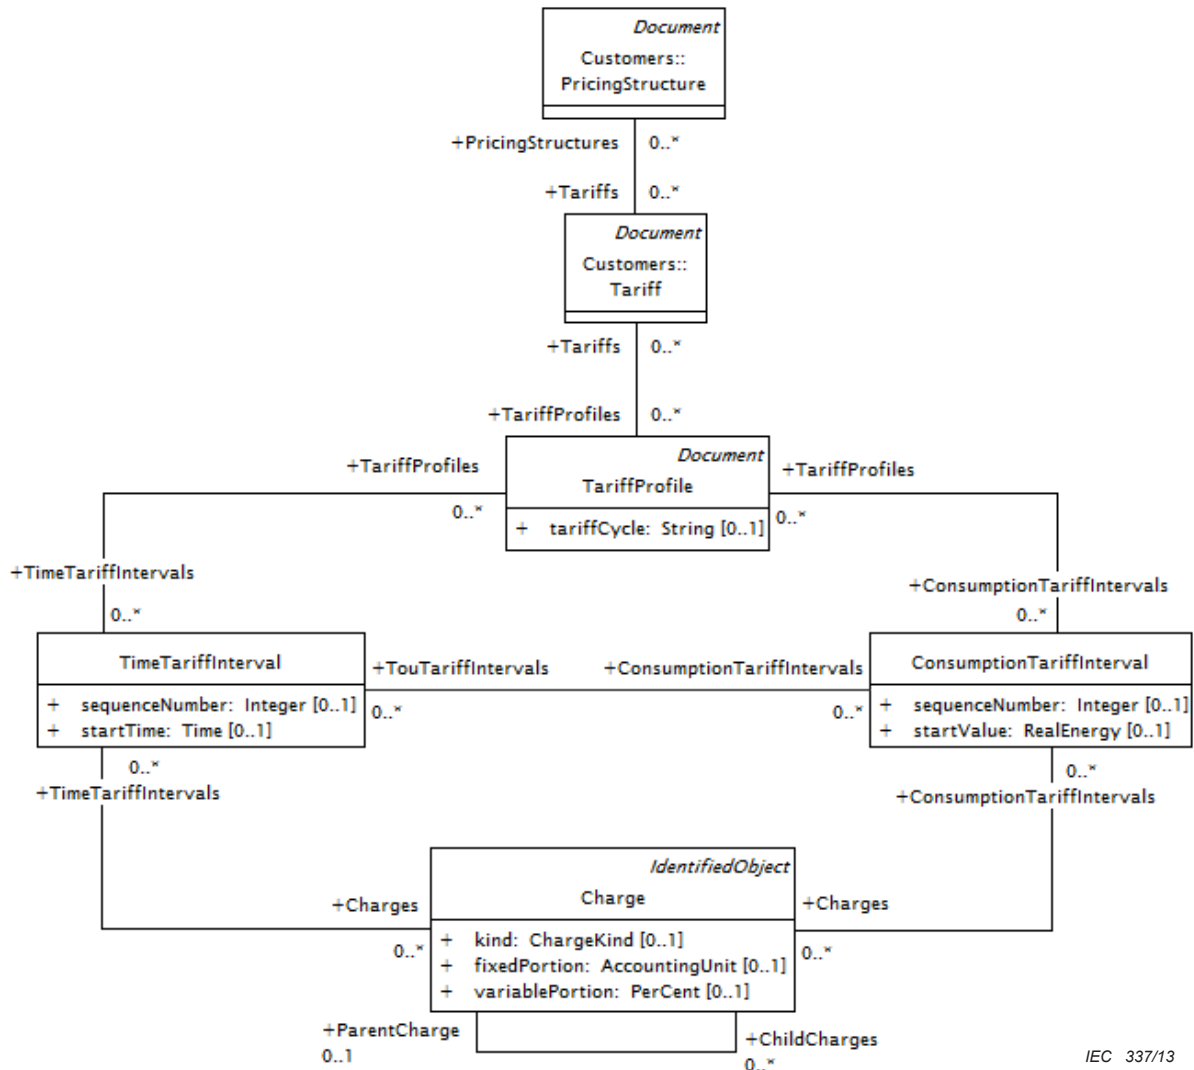 Document
Customers::
PricingStructure
+PricingStructures 0..*
+Tariffs 0..*
Document
Customers::
Tariff
+Tariffs 0..*
+TariffProfiles 0..*
Document
TariffProfile
+ tariffCycle: String [0..1]
+TariffProfiles
0..*
+TariffProfiles
0..*
+TimeTariffIntervals
0..*
+ConsumptionTariffIntervals
0..*
TimeTariffInterval
+ sequenceNumber: Integer [0..1]
+ startTime: Time [0..1]
+TouTariffIntervals
0..*
+ConsumptionTariffIntervals
0..*
ConsumptionTariffInterval
+ sequenceNumber: Integer [0..1]
+ startValue: RealEnergy [0..1]
0..*
+TimeTariffIntervals
0..*
+ConsumptionTariffIntervals
+Charges
0..*
IdentifiedObject
Charge
+ kind: ChargeKind [0..1]
+ fixedPortion: AccountingUnit [0..1]
+ variablePortion: PerCent [0..1]
+Charges
0..*
+ParentCharge
0..1
+ChildCharges
0..*
IEC 337/13